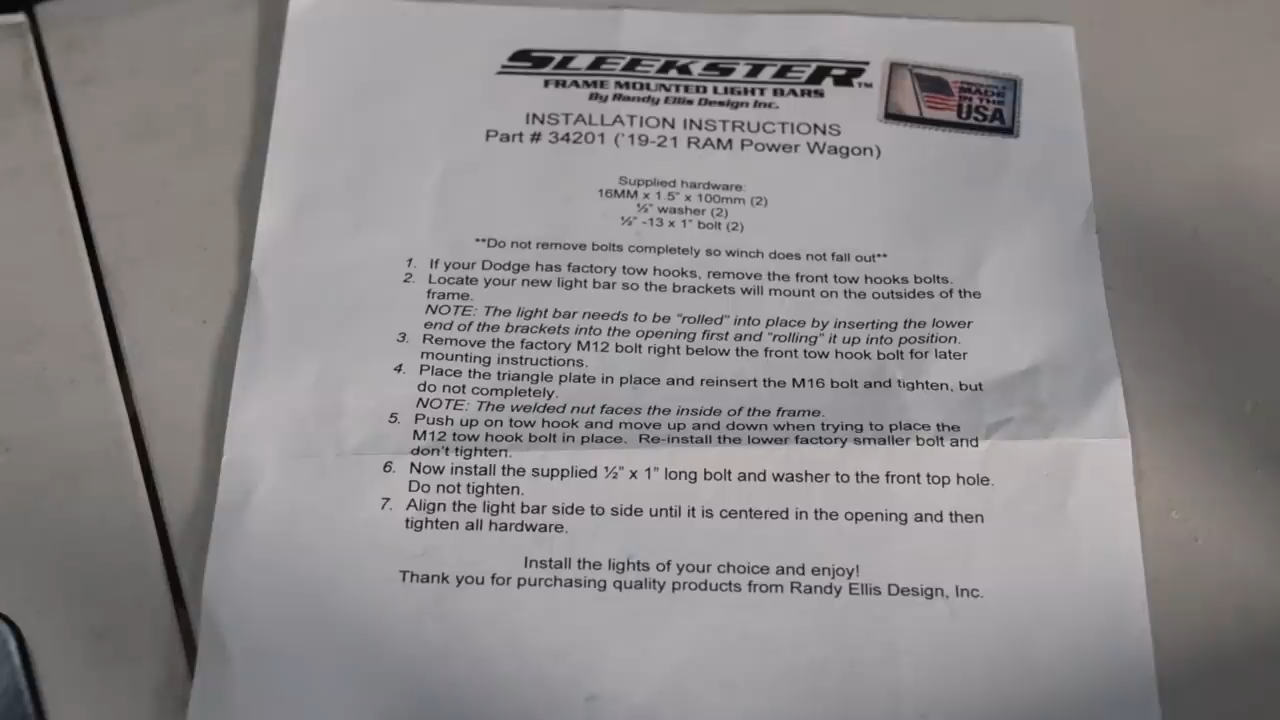 SLEEKSTER™
FRAME MOUNTED LIGHT BARS
By Randy Ellis Design Inc.
MADE
IN THE
USA
INSTALLATION INSTRUCTIONS
Part # 34201 ('19-21 RAM Power Wagon)
Supplied hardware:
16MM x 1.5" x 100mm (2)
½" washer (2)
½" -13 x 1" bolt (2)
**Do not remove bolts completely so winch does not fall out**
1. If your Dodge has factory tow hooks, remove the front tow hooks bolts.
2. Locate your new light bar so the brackets will mount on the outsides of the
frame.
NOTE: The light bar needs to be "rolled" into place by inserting the lower
end of the brackets into the opening first and "rolling" it up into position.
3. Remove the factory M12 bolt right below the front tow hook bolt for later
mounting instructions.
4. Place the triangle plate in place and reinsert the M16 bolt and tighten, but
do not completely.
NOTE: The welded nut faces the inside of the frame.
5. Push up on tow hook and move up and down when trying to place the
M12 tow hook bolt in place. Re-install the lower factory smaller bolt and
don't tighten.
6. Now install the supplied ½" x 1" long bolt and washer to the front top hole.
Do not tighten.
7. Align the light bar side to side until it is centered in the opening and then
tighten all hardware.
Install the lights of your choice and enjoy!
Thank you for purchasing quality products from Randy Ellis Design, Inc.